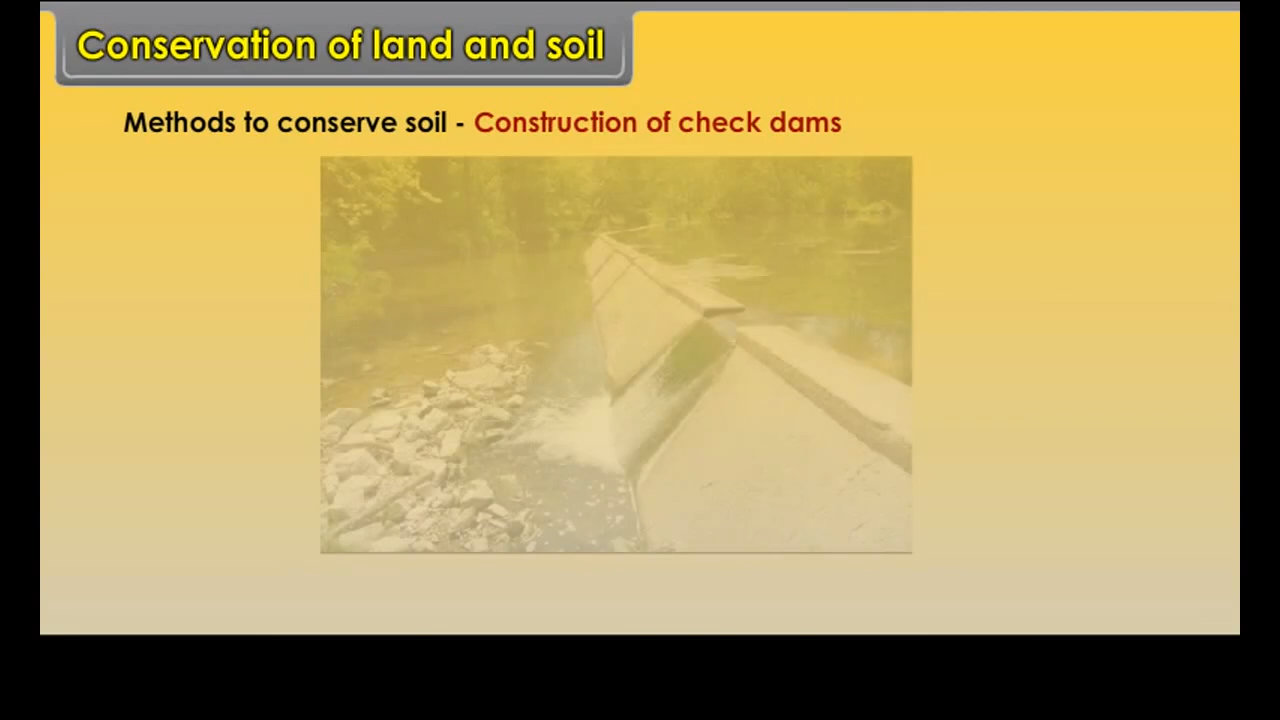 Conservation of land and soil
Methods to conserve soil - Construction of check dams